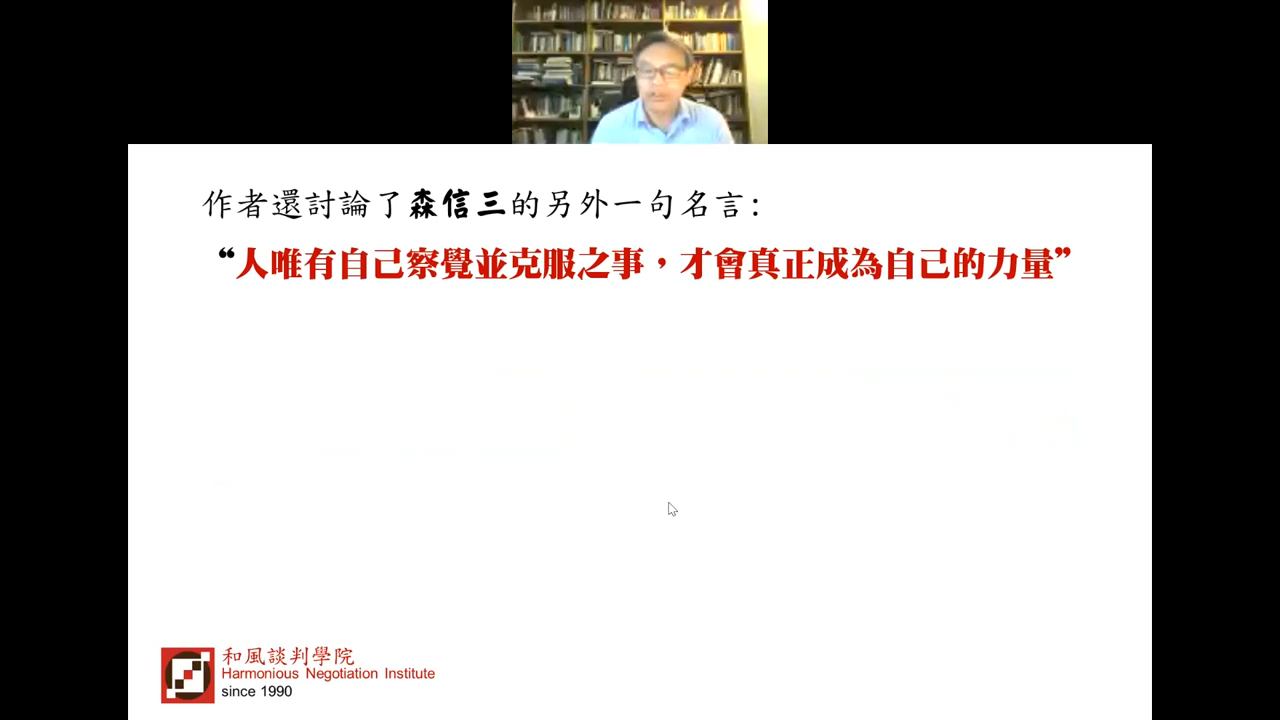 作者還討論了森信三的另外一句名言:
“人唯有自己察覺並克服之事，才會真正成為自己的力量”
和風談判學院
Harmonious Negotiation Institute
since 1990